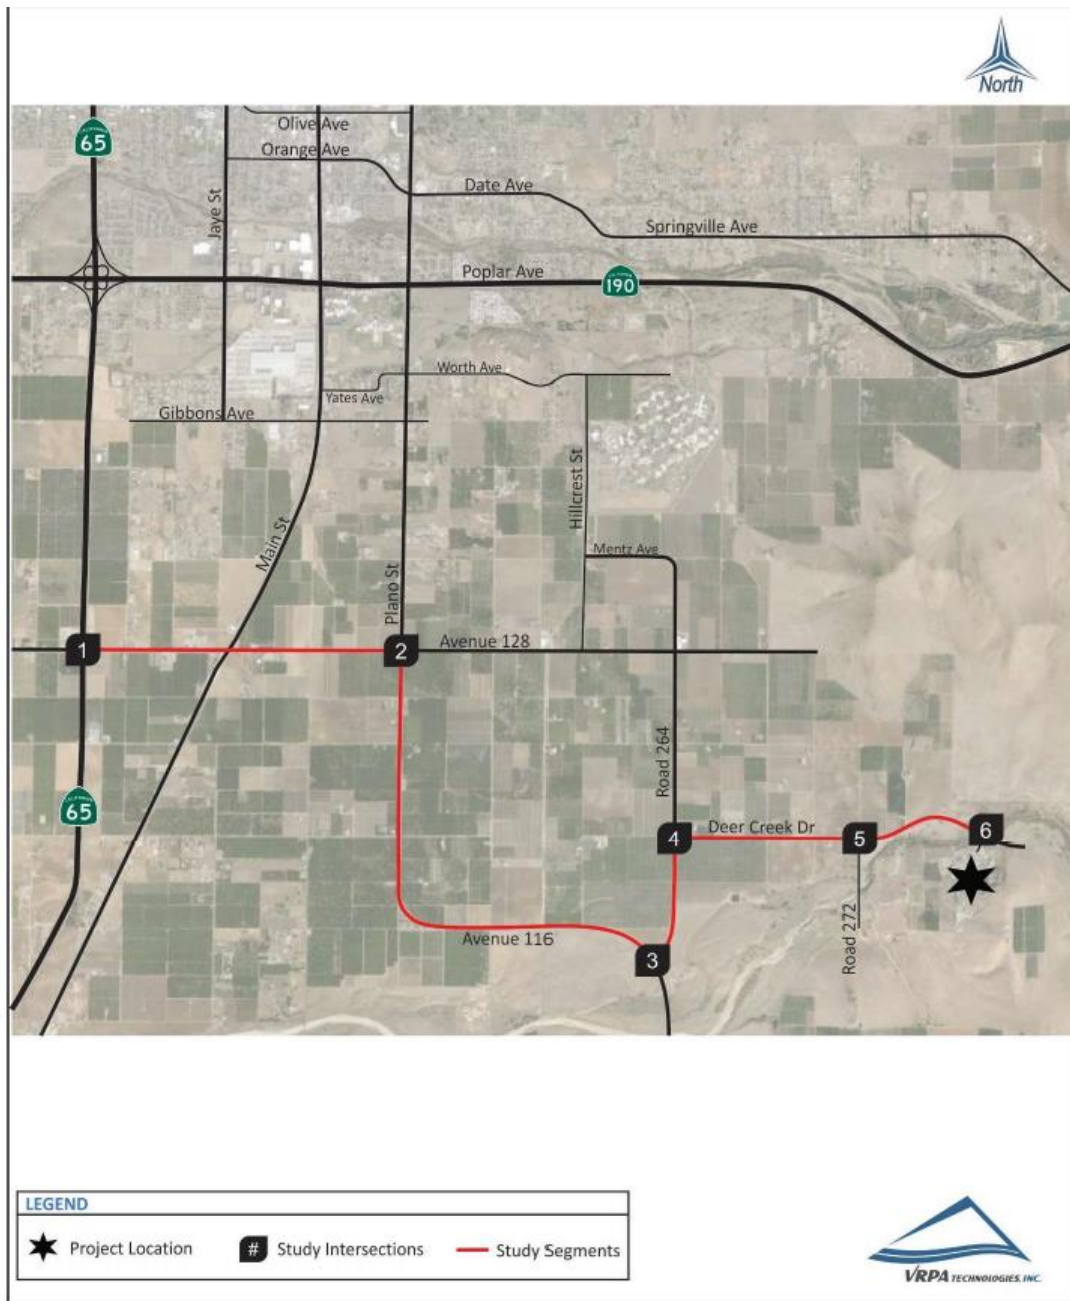 North
Olive Ave
CALIFORNIA
65
Orange Ave
Date Ave
Jaye St
Springville Ave
Poplar Ave
CALIFORNIA
190
Worth Ave
Yates Ave
Gibbons Ave
Hillcrest St
Main St
Mentz Ave
Plano St
1
2
Avenue 128
Road 264
CALIFORNIA
65
4
Deer Creek Dr
5
6
Road 272
Avenue 116
3
LEGEND
Project Location
# Study Intersections
Study Segments
VRPA TECHNOLOGIES, INC.